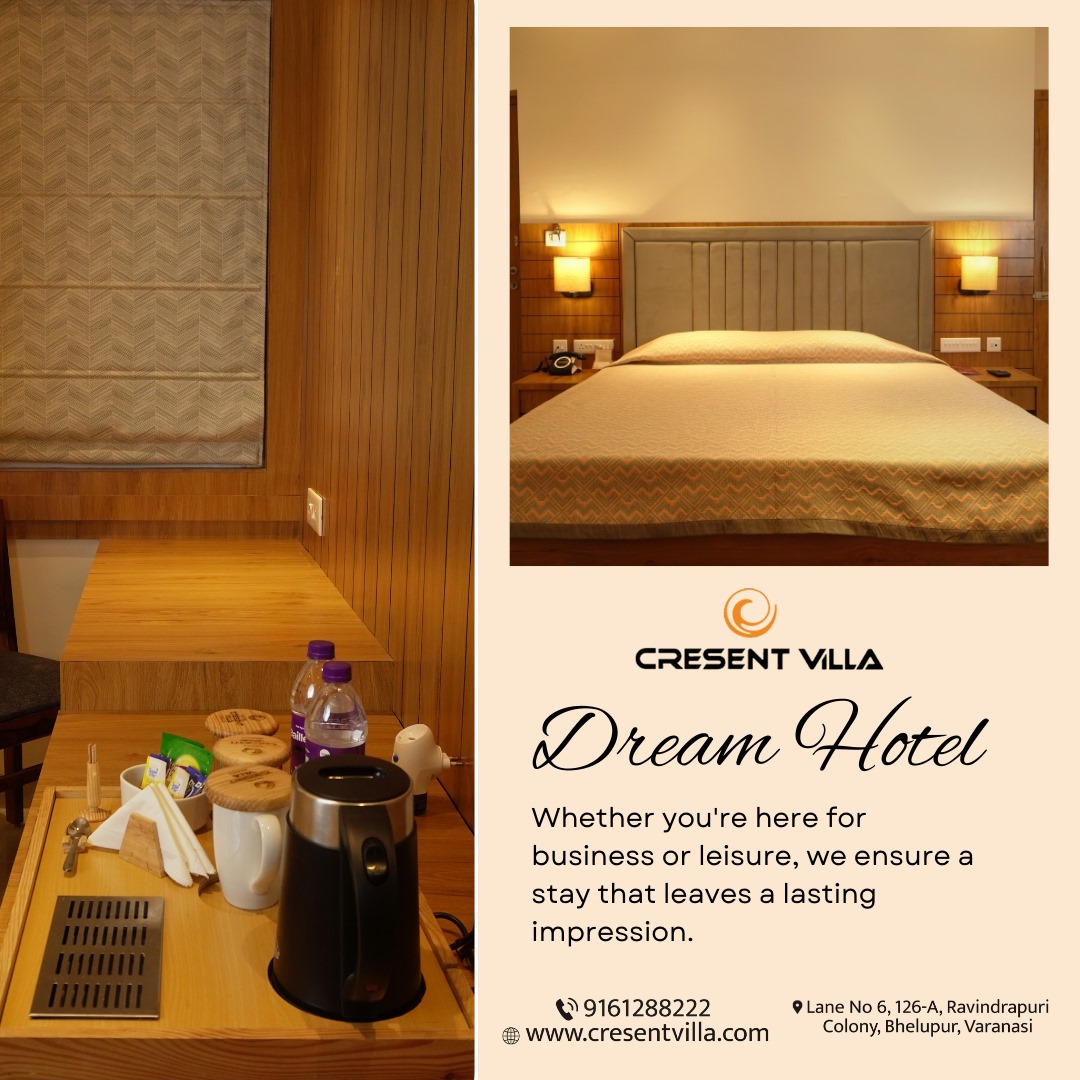 CRESENT VILLA
Dream Hotel
Whether you're here for
business or leisure, we ensure a
stay that leaves a lasting
impression.
9161288222
www.cresentvilla.com
Lane No 6, 126-A, Ravindrapuri
Colony, Bhelupur, Varanasi